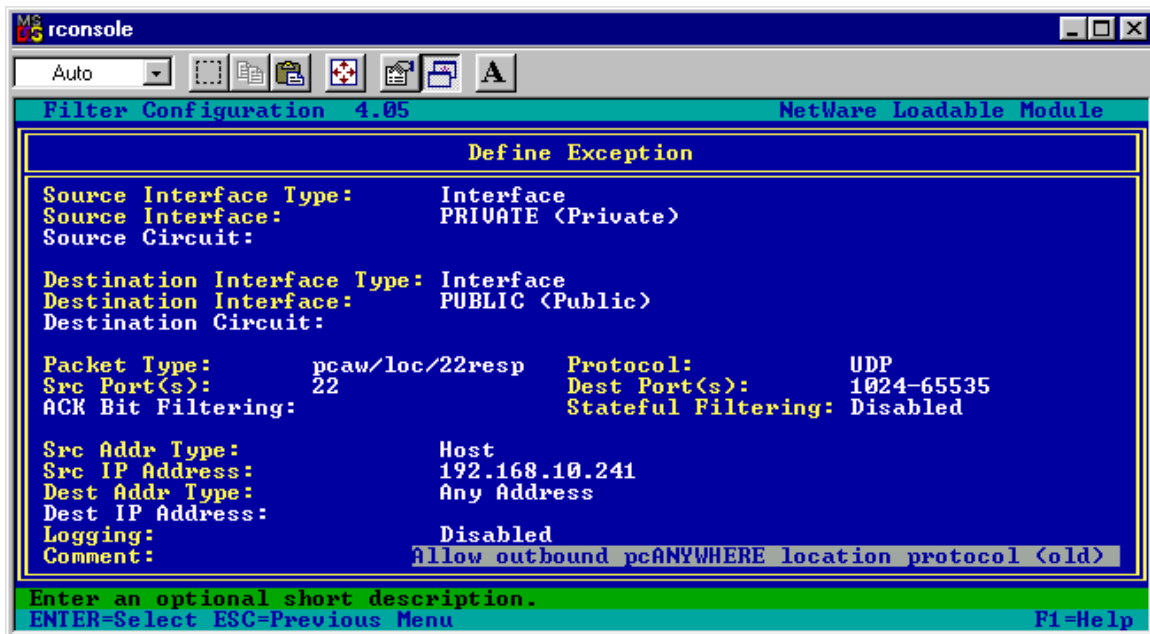 MS DOS rconsole
Auto
A
Filter Configuration 4.05 NetWare Loadable Module
Define Exception
Source Interface Type: Interface
Source Interface: PRIVATE (Private)
Source Circuit:
Destination Interface Type: Interface
Destination Interface: PUBLIC (Public)
Destination Circuit:
Packet Type: pcaw/loc/22resp Protocol: UDP
Src Port(s): 22 Dest Port(s): 1024-65535
ACK Bit Filtering: Stateful Filtering: Disabled
Src Addr Type: Host
Src IP Address: 192.168.10.241
Dest Addr Type: Any Address
Dest IP Address:
Logging: Disabled
Comment: Allow outbound pcANYWHERE location protocol (old)
Enter an optional short description.
ENTER=Select ESC=Previous Menu F1=Help